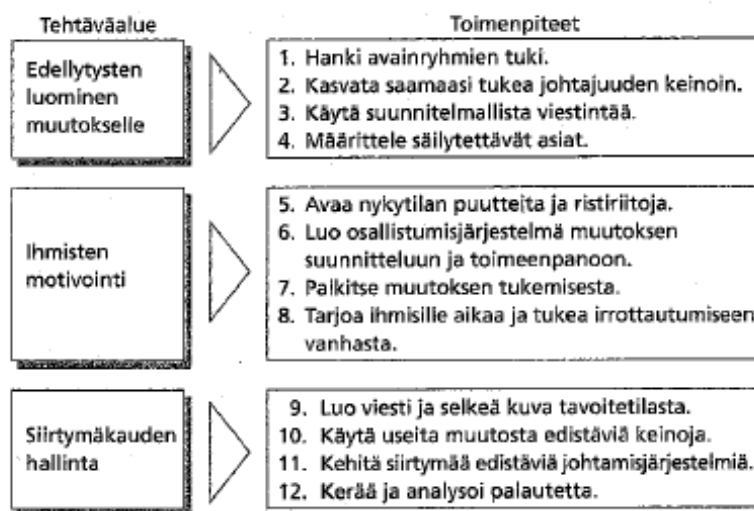 Tehtäväalue
Toimenpiteet
Edellytysten
luominen
muutokselle
1. Hanki avainryhmien tuki.
2. Kasvata saamaasi tukea johtajuuden keinoin.
3. Käytä suunnitelmallista viestintää.
4. Määrittele säilytettävät asiat.
Ihmisten
motivointi
5. Avaa nykytilan puutteita ja ristiriitoja.
6. Luo osallistumisjärjestelmä muutoksen
suunnitteluun ja toimeenpanoon.
7. Palkitse muutoksen tukemisesta.
8. Tarjoa ihmisille aikaa ja tukea irrottautumiseen
vanhasta.
Siirtymäkauden
hallinta
9. Luo viesti ja selkeä kuva tavoitetilasta.
10. Käytä useita muutosta edistäviä keinoja.
11. Kehitä siirtymää edistäviä johtamisjärjestelmiä.
12. Kerää ja analysoi palautetta.